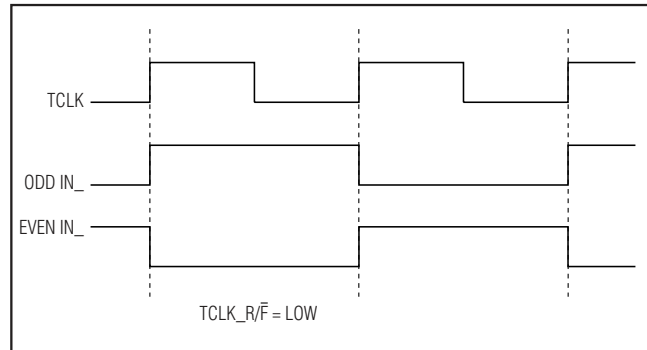 TCLK
ODD IN_
EVEN IN_
TCLK_R/F̅ = LOW